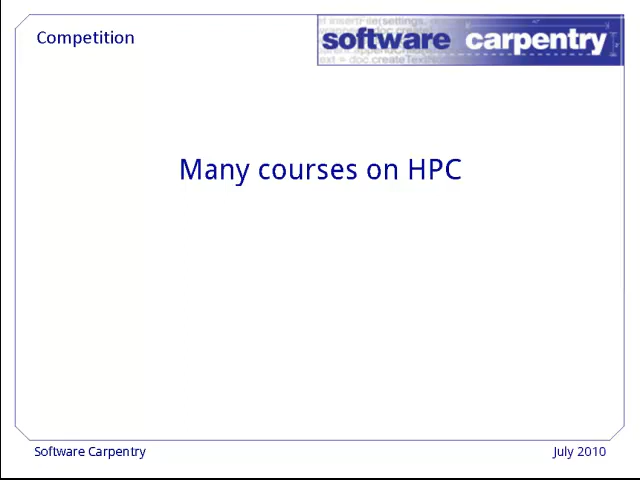 Competition
software carpentry
Many courses on HPC
Software Carpentry
July 2010